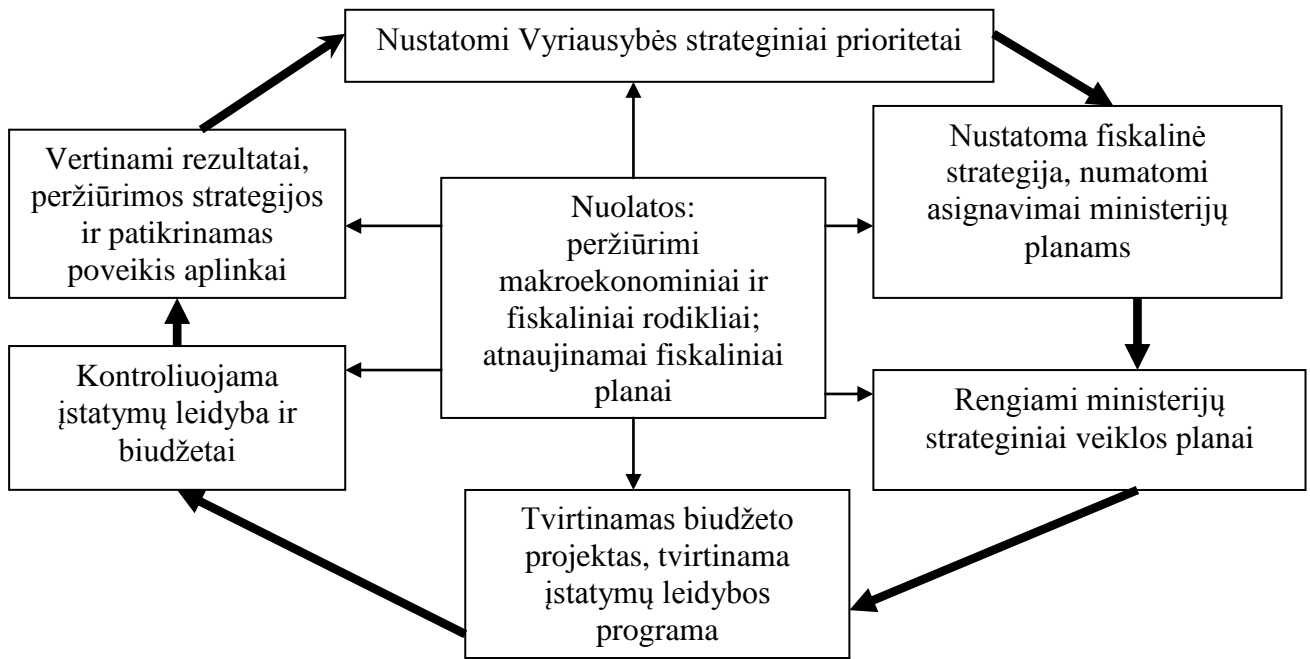 Nustatomi Vyriausybės strateginiai prioritetai
Nustatoma fiskalinė
strategija, numatomi
asignavimai ministerijų
planams
Rengiami ministerijų
strateginiai veiklos planai
Tvirtinamas biudžeto
projektas, tvirtinama
įstatymų leidybos
programa
Kontroliuojama
įstatymų leidyba ir
biudžetai
Vertinami rezultatai,
peržiūrimos strategijos
ir patikrinamas
poveikis aplinkai
Nuolatos:
peržiūrimi
makroekonominiai ir
fiskaliniai rodikliai;
atnaujinamai fiskaliniai
planai